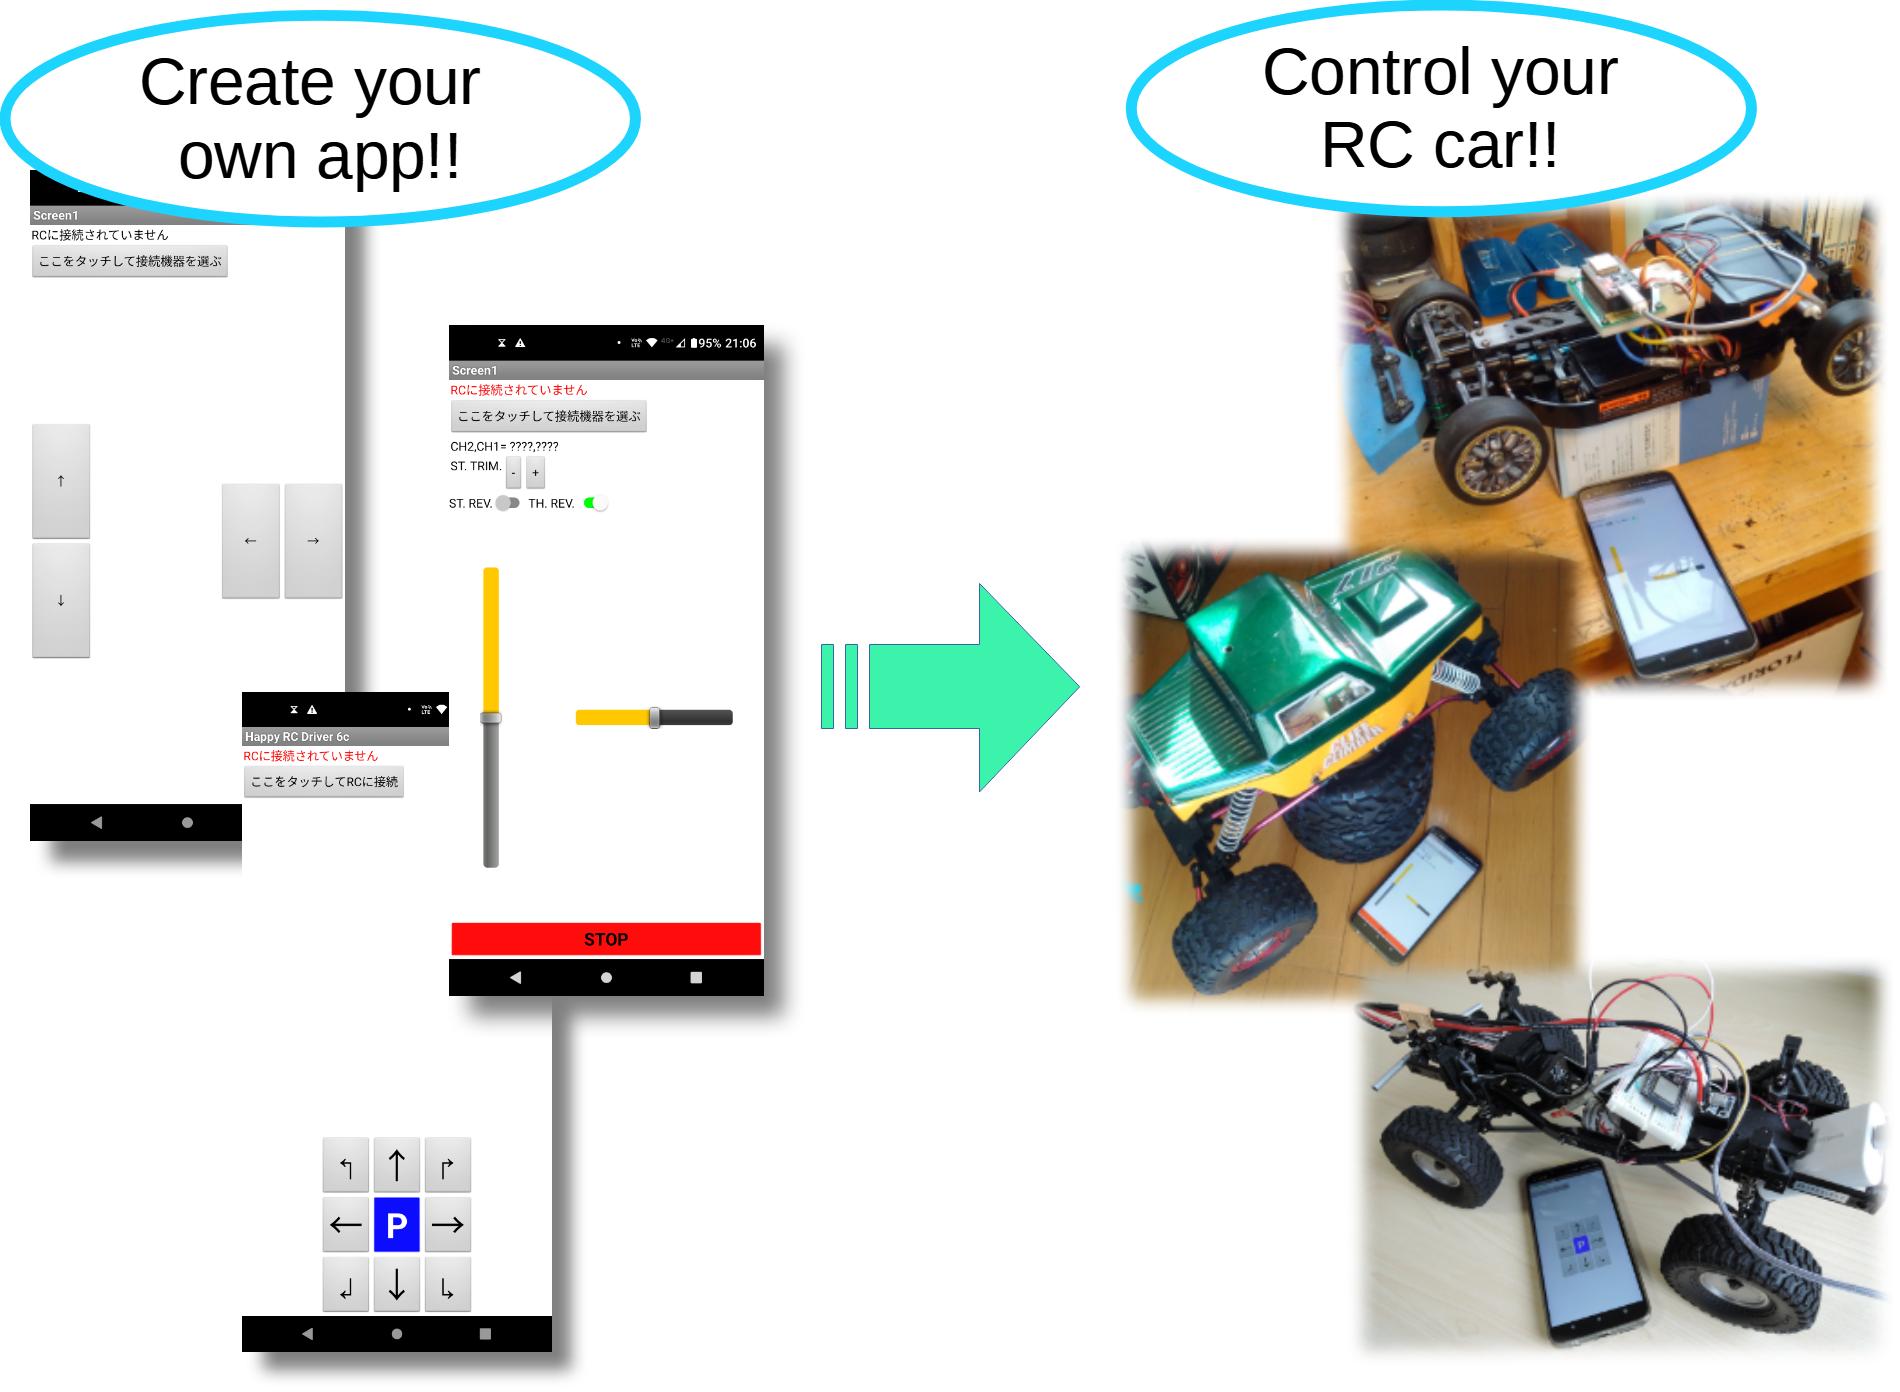 Create your
own app!!
Control your
RC car!!
Screen1
RCに接続されていません
ここをタッチして接続機器を選ぶ
↑
← →
↓
95% 21:06
Screen1
RCに接続されていません
ここをタッチして接続機器を選ぶ
CH2,CH1= ????,????
ST. TRIM. - +
ST. REV. TH. REV.
STOP
Happy RC Driver 6c
RCに接続されていません
ここをタッチしてRCに接続
↰ ↑ ↱
← P →
↲ ↓ ↳
FLORIDA
P